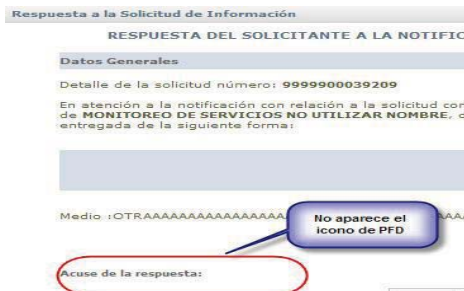 Respuesta a la Solicitud de Información
RESPUESTA DEL SOLICITANTE A LA NOTIFIC
Datos Generales
Detalle de la solicitud número: 9999900039209
En atención a la notificación con relación a la solicitud con
de MONITOREO DE SERVICIOS NO UTILIZAR NOMBRE,
entregada de la siguiente forma:
No aparece el
icono de PFD
Medio :
Acuse de la respuesta: